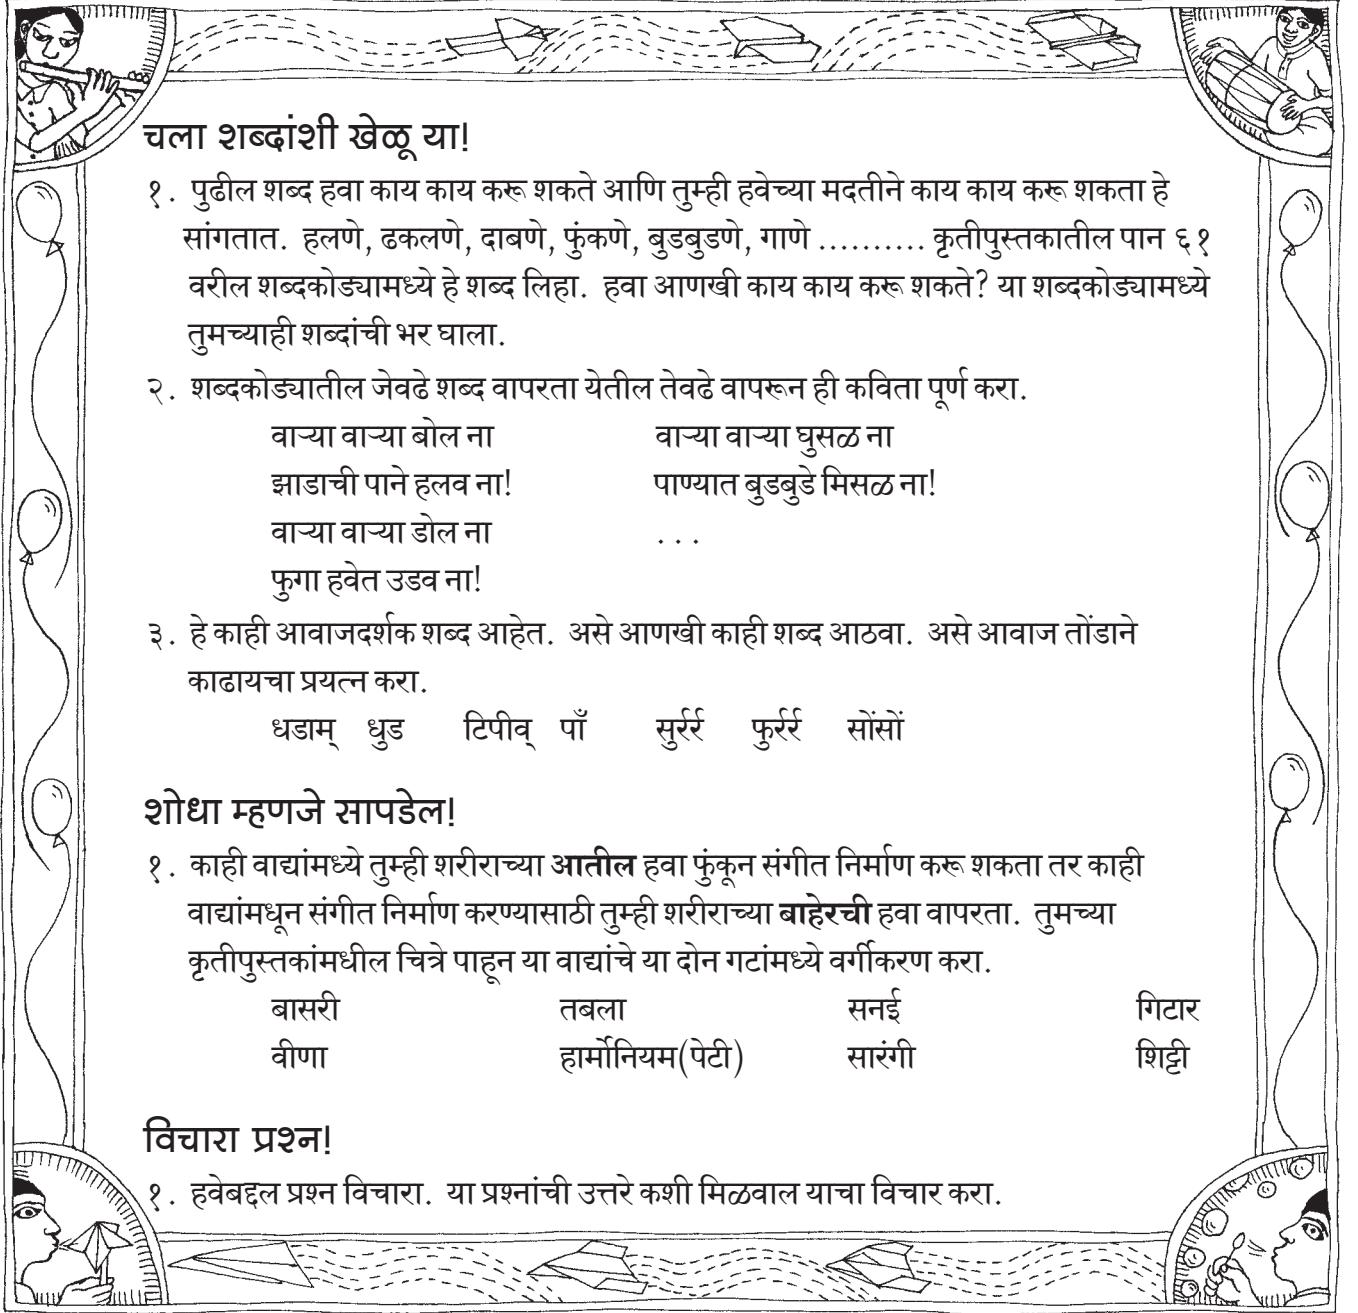 चला शब्दांशी खेळू या!
१. पुढील शब्द हवा काय काय करू शकते आणि तुम्ही हवेच्या मदतीने काय काय करू शकता हे
सांगतात. हलणे, ढकलणे, दाबणे, फुंकणे, बुडबुडणे, गाणे .......... कृतीपुस्तकातील पान ६१
वरील शब्दकोड्यामध्ये हे शब्द लिहा. हवा आणखी काय काय करू शकते? या शब्दकोड्यामध्ये
तुमच्याही शब्दांची भर घाला.
२. शब्दकोड्यातील जेवढे शब्द वापरता येतील तेवढे वापरून ही कविता पूर्ण करा.
वाऱ्या वाऱ्या बोल ना वाऱ्या वाऱ्या घुसळ ना
झाडाची पाने हलव ना! पाण्यात बुडबुडे मिसळ ना!
वाऱ्या वाऱ्या डोल ना ...
फुगा हवेत उडव ना!
३. हे काही आवाजदर्शक शब्द आहेत. असे आणखी काही शब्द आठवा. असे आवाज तोंडाने
काढायचा प्रयत्न करा.
धडाम् धुड टिपीव् पाँ सुर्रर्र फुर्रर्र सोंसों
शोधा म्हणजे सापडेल!
१. काही वाद्यांमध्ये तुम्ही शरीराच्या आतील हवा फुंकून संगीत निर्माण करू शकता तर काही
वाद्यांमधून संगीत निर्माण करण्यासाठी तुम्ही शरीराच्या बाहेरची हवा वापरता. तुमच्या
कृतीपुस्तकांमधील चित्रे पाहून या वाद्यांचे या दोन गटांमध्ये वर्गीकरण करा.
बासरी तबला सनई गिटार
वीणा हार्मोनियम(पेटी) सारंगी शिट्टी
विचारा प्रश्न!
१. हवेबद्दल प्रश्न विचारा. या प्रश्नांची उत्तरे कशी मिळवाल याचा विचार करा.